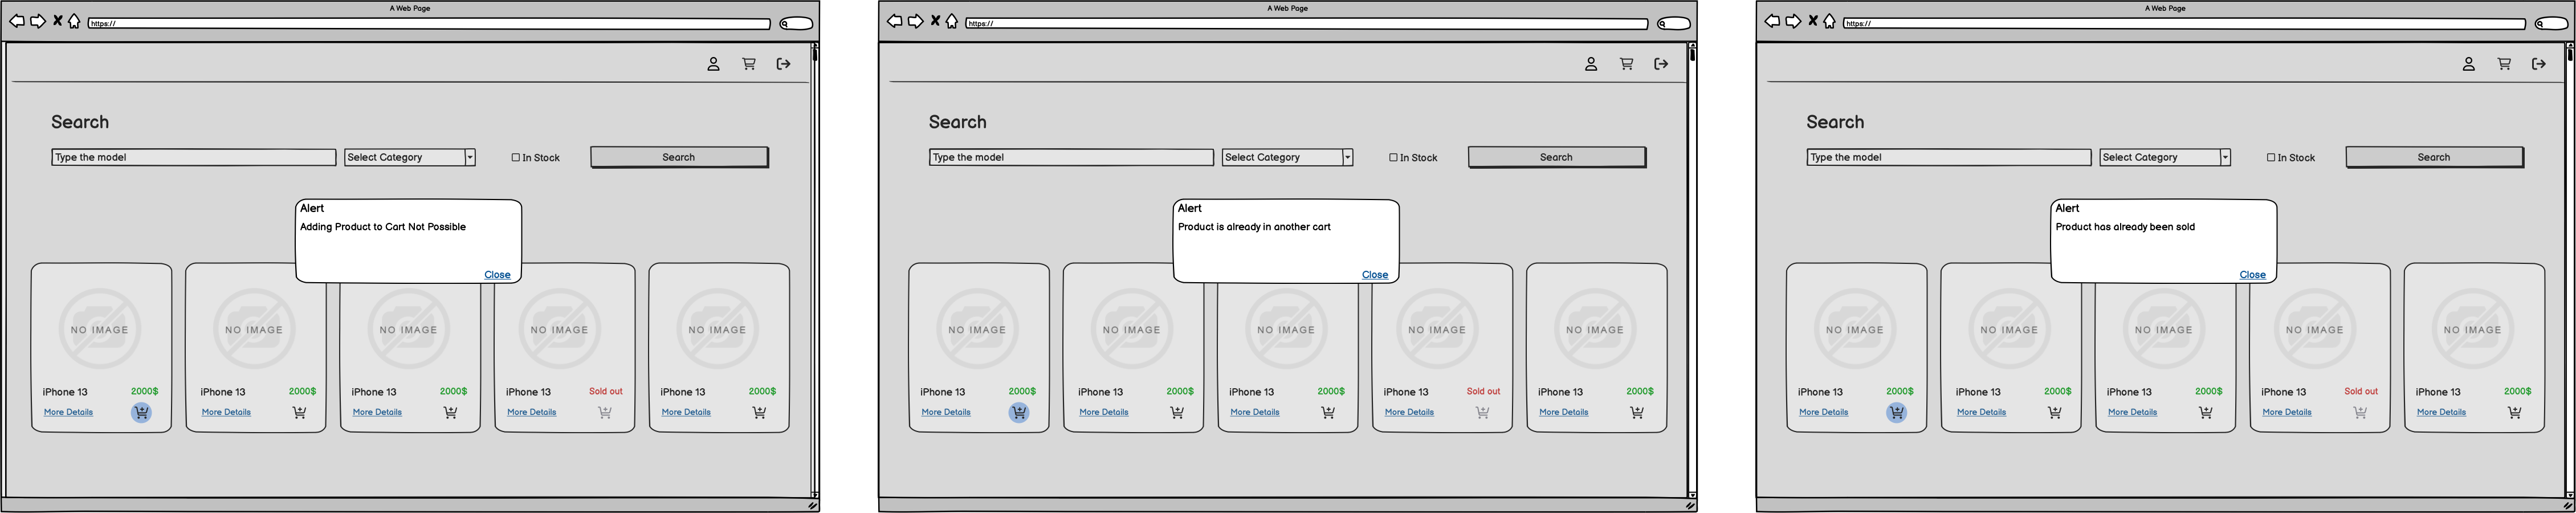 A Web Page
https://
Search
Type the model
Select Category
In Stock
Search
Alert
Adding Product to Cart Not Possible
Close
NO IMAGE
NO IMAGE
NO IMAGE
NO IMAGE
NO IMAGE
iPhone 13 2000$
iPhone 13 2000$
iPhone 13 2000$
iPhone 13 Sold out
iPhone 13 2000$
More Details
More Details
More Details
More Details
More Details
A Web Page
https://
Search
Type the model
Select Category
In Stock
Search
Alert
Product is already in another cart
Close
NO IMAGE
NO IMAGE
NO IMAGE
NO IMAGE
NO IMAGE
iPhone 13 2000$
iPhone 13 2000$
iPhone 13 2000$
iPhone 13 Sold out
iPhone 13 2000$
More Details
More Details
More Details
More Details
More Details
A Web Page
https://
Search
Type the model
Select Category
In Stock
Search
Alert
Product has already been sold
Close
NO IMAGE
NO IMAGE
NO IMAGE
NO IMAGE
NO IMAGE
iPhone 13 2000$
iPhone 13 2000$
iPhone 13 2000$
iPhone 13 Sold out
iPhone 13 2000$
More Details
More Details
More Details
More Details
More Details